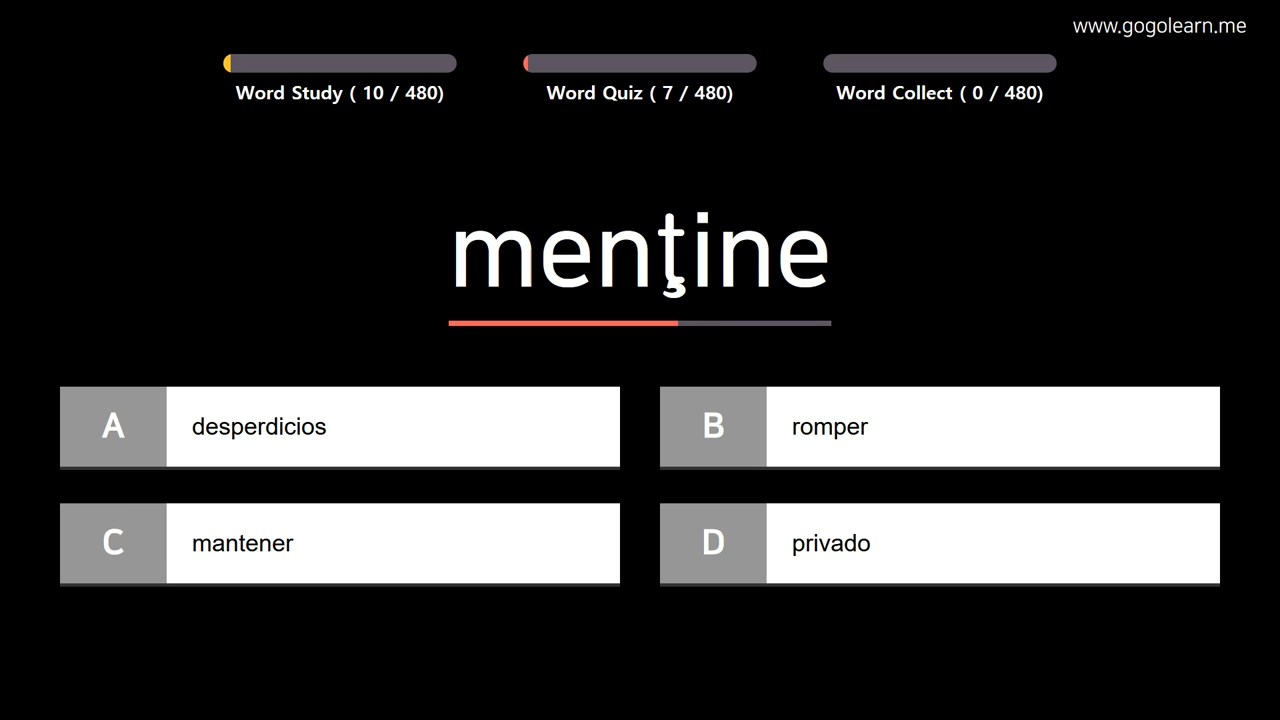 www.gogolearn.me
Word Study ( 10 / 480)
Word Quiz ( 7 / 480)
Word Collect ( 0 / 480)
menţine
A
desperdicios
B
romper
C
mantener
D
privado